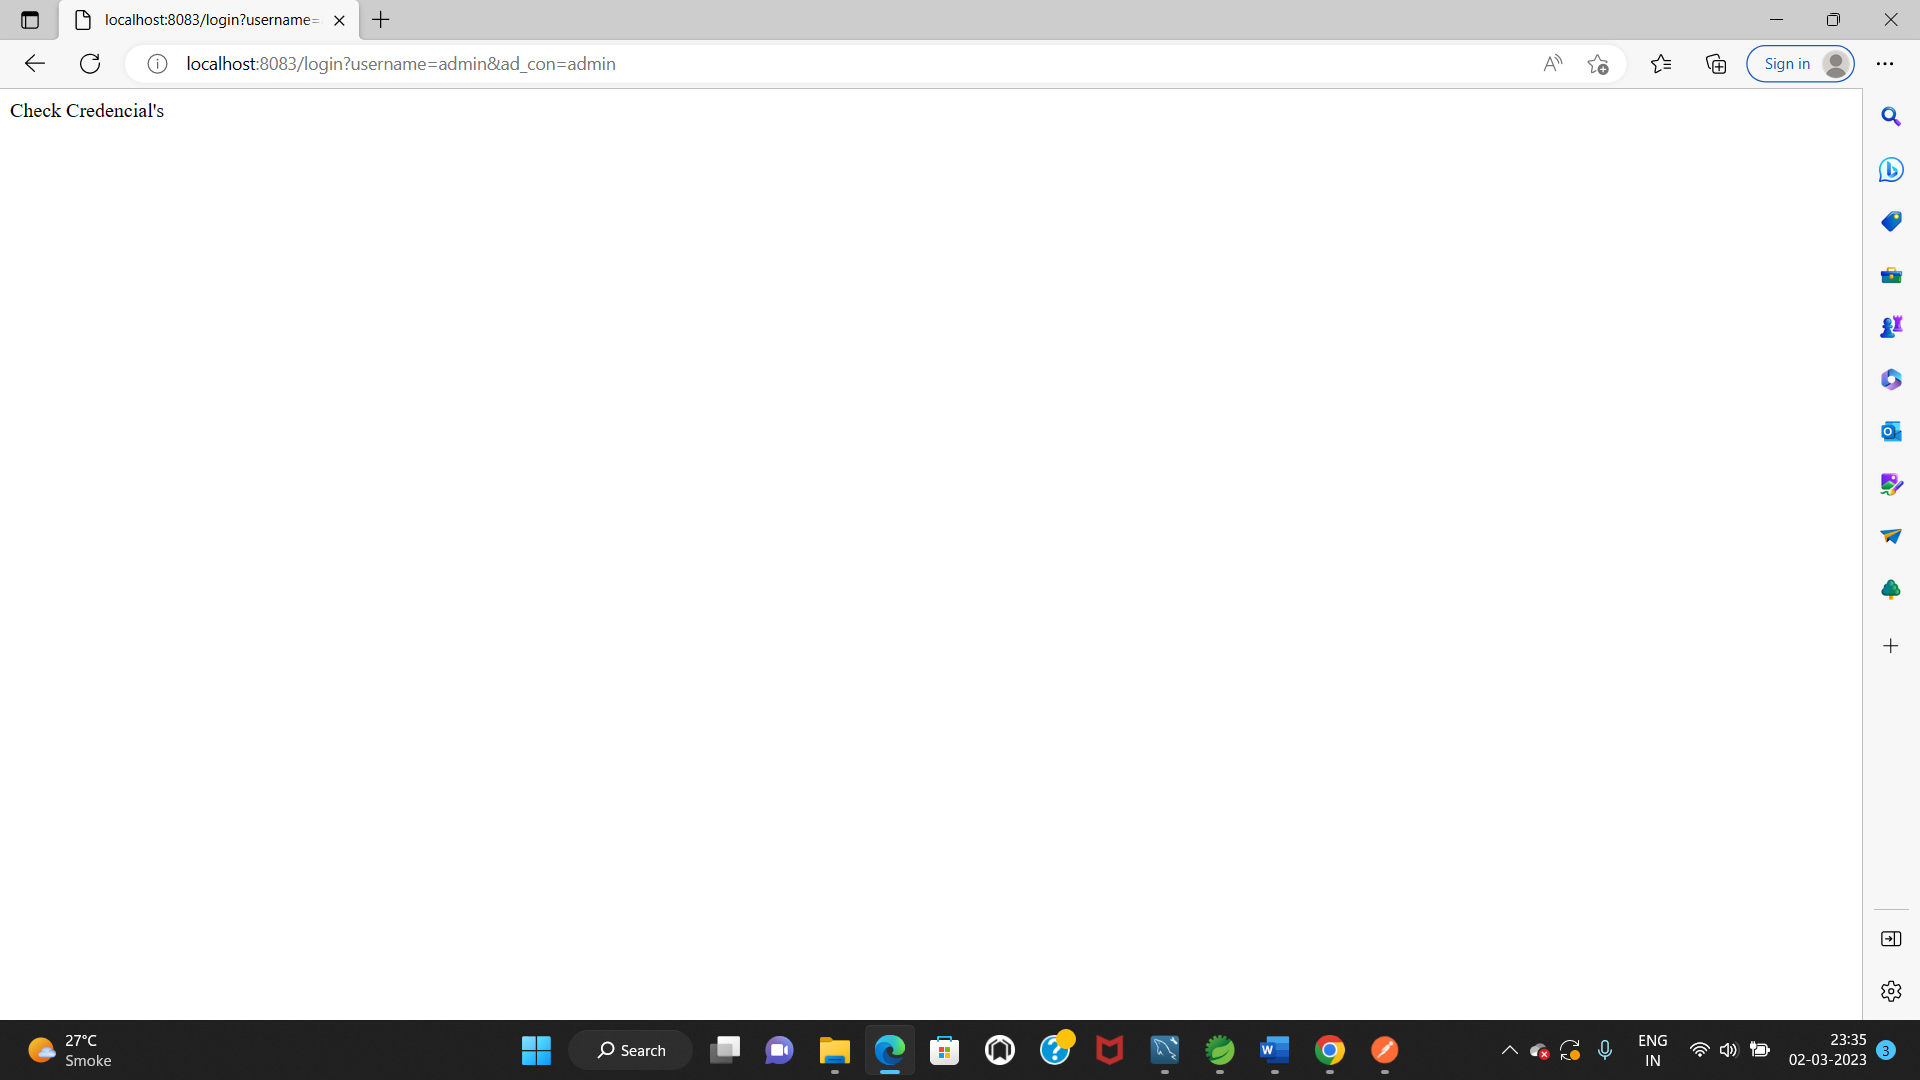 localhost:8083/login?username=
localhost:8083/login?username=admin&ad_con=admin
Sign in
Check Credencial's
27°C
Smoke
Search
ENG
IN
23:35
02-03-2023
3